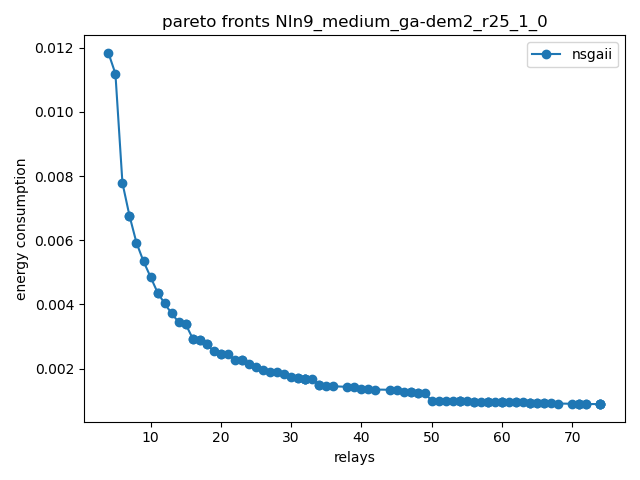 pareto fronts NIn9_medium_ga-dem2_r25_1_0
nsgaii
0.012
0.010
0.008
0.006
0.004
0.002
energy consumption
10 20 30 40 50 60 70
relays